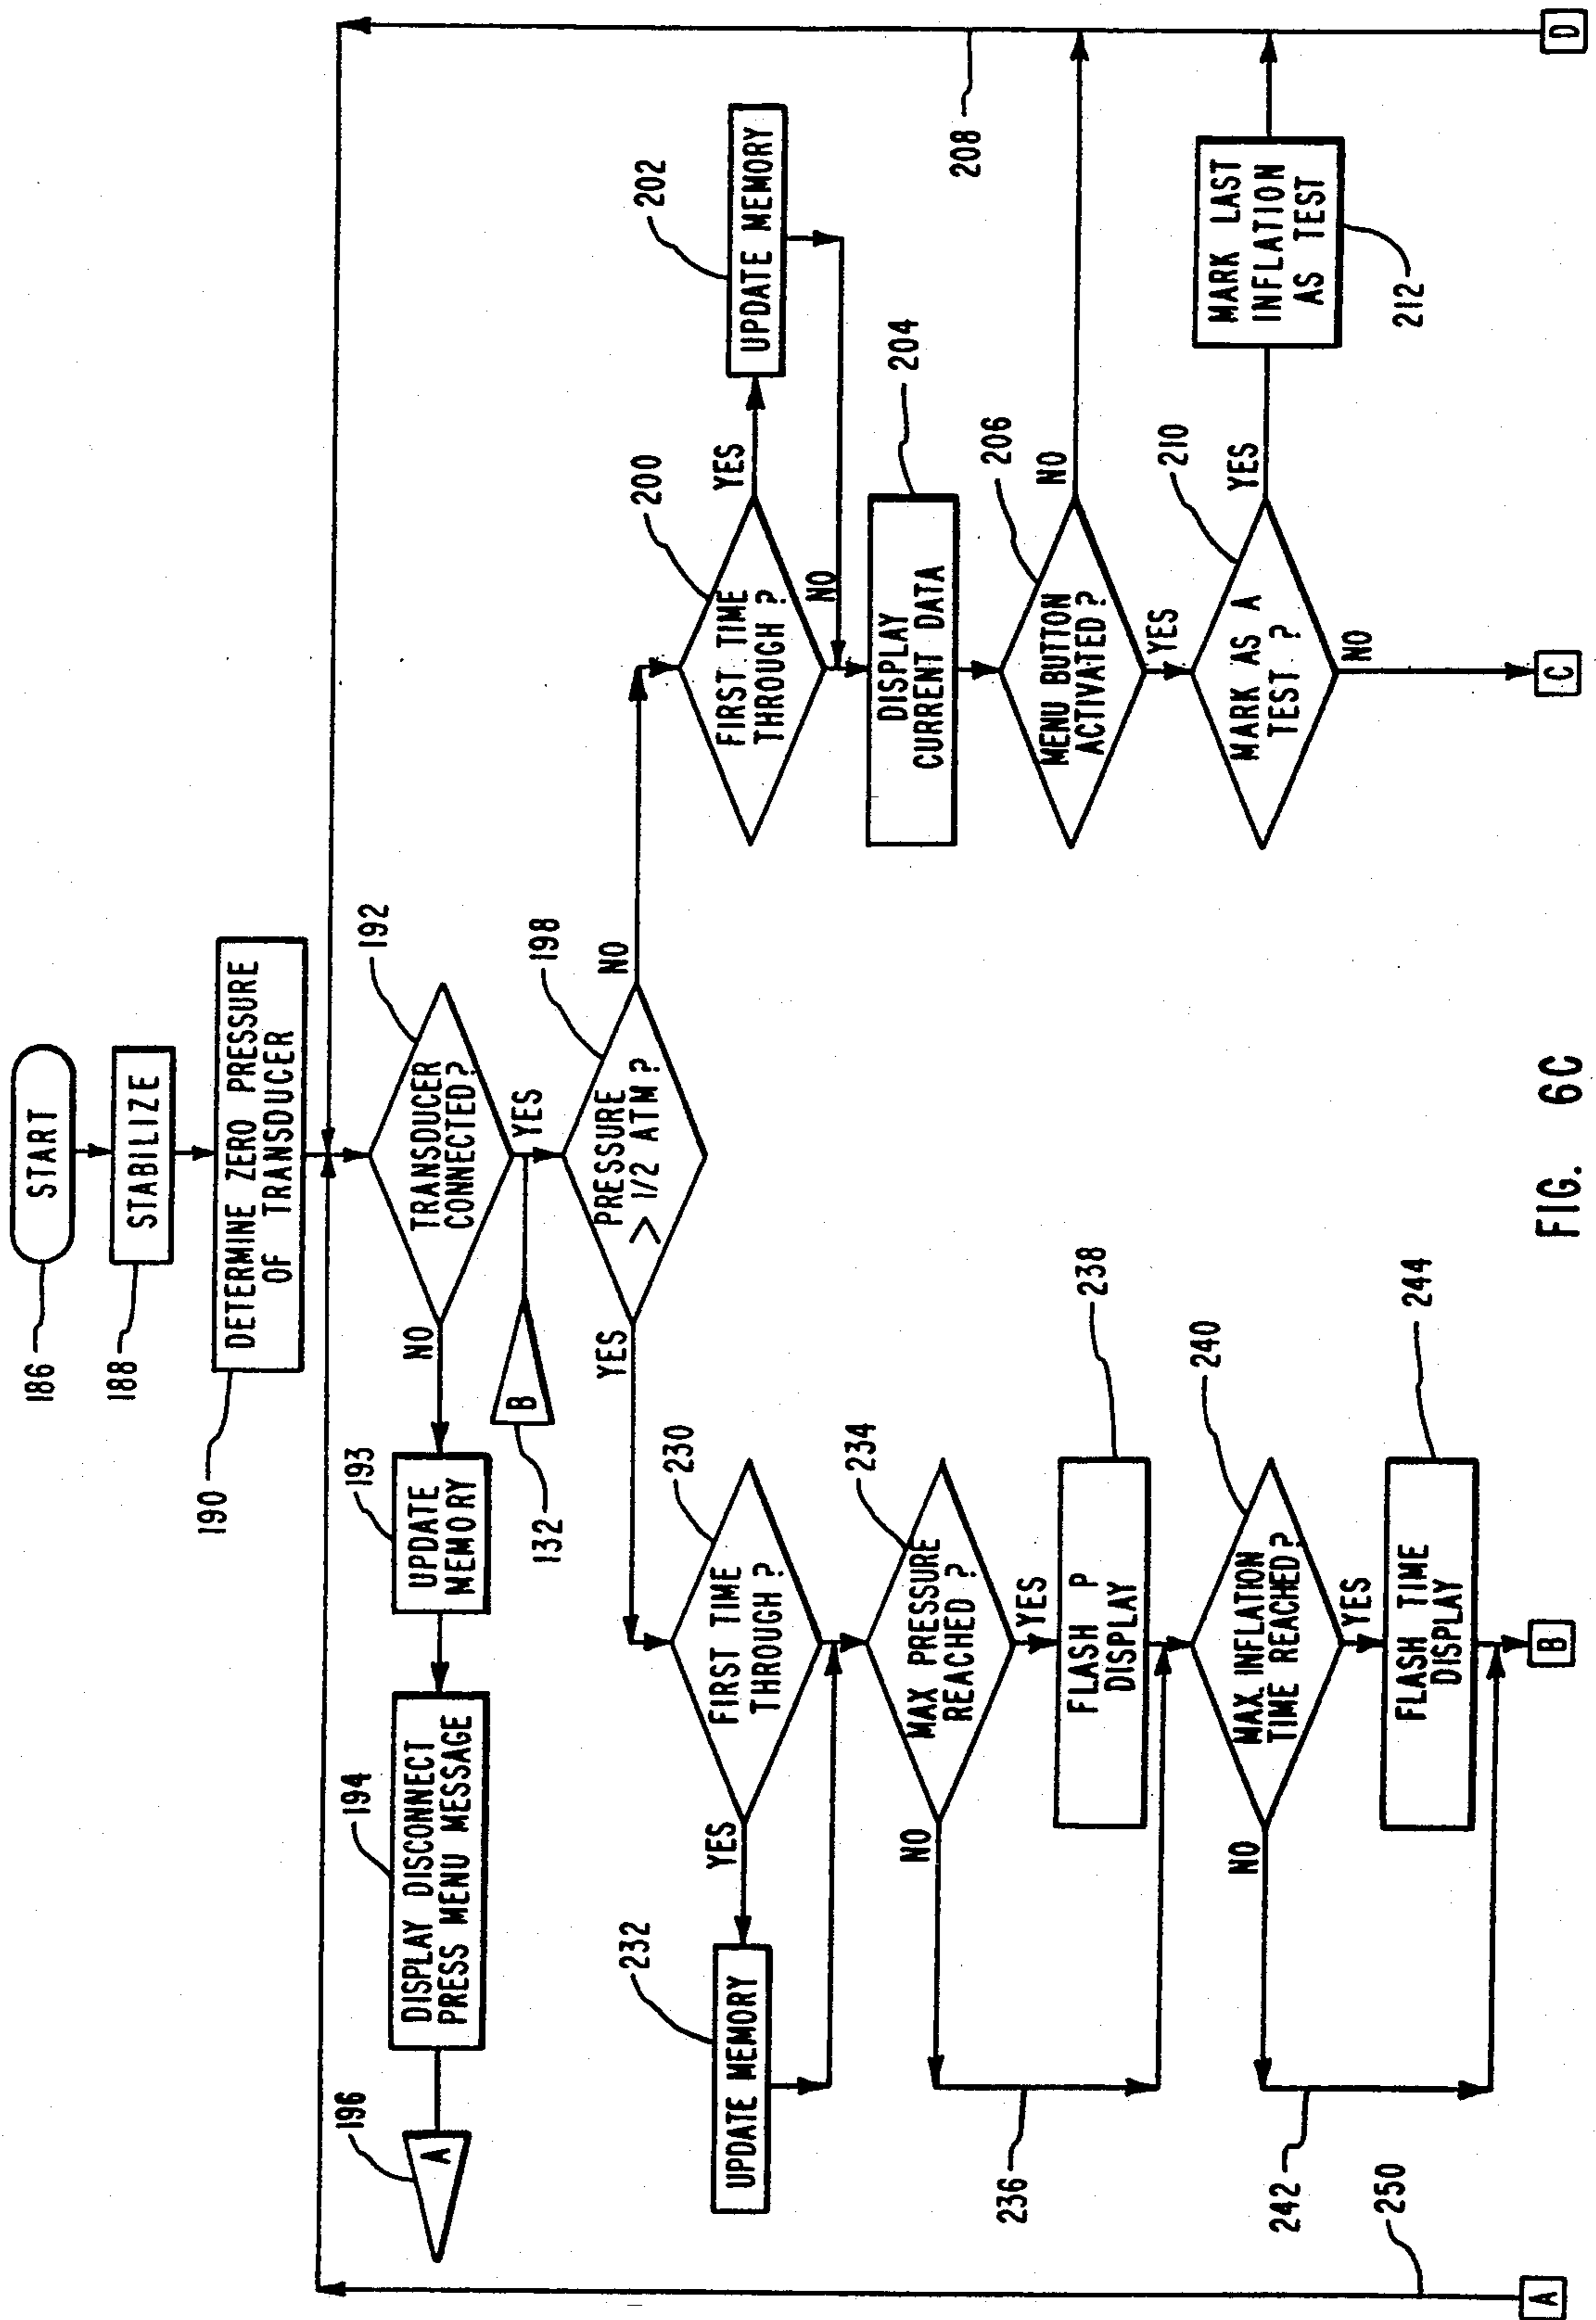 186
START
188
STABILIZE
190
DETERMINE ZERO PRESSURE
OF TRANSDUCER
192
TRANSDUCER
CONNECTED?
NO
YES
193
UPDATE
MEMORY
194
DISPLAY DISCONNECT
PRESS MENU MESSAGE
196
A
B
132
198
PRESSURE
> 1/2 ATM ?
YES
NO
200
FIRST TIME
THROUGH ?
YES
NO
202
UPDATE MEMORY
204
DISPLAY
CURRENT DATA
206
MENU BUTTON
ACTIVATED?
NO
YES
208
210
MARK AS A
TEST ?
YES
NO
MARK LAST
INFLATION
AS TEST
212
230
FIRST TIME
THROUGH ?
YES
232
UPDATE MEMORY
234
MAX PRESSURE
REACHED ?
NO
YES
236
238
FLASH P
DISPLAY
240
MAX. INFLATION
TIME REACHED?
NO
YES
242
244
FLASH TIME
DISPLAY
250
A
B
C
D
FIG. 6C